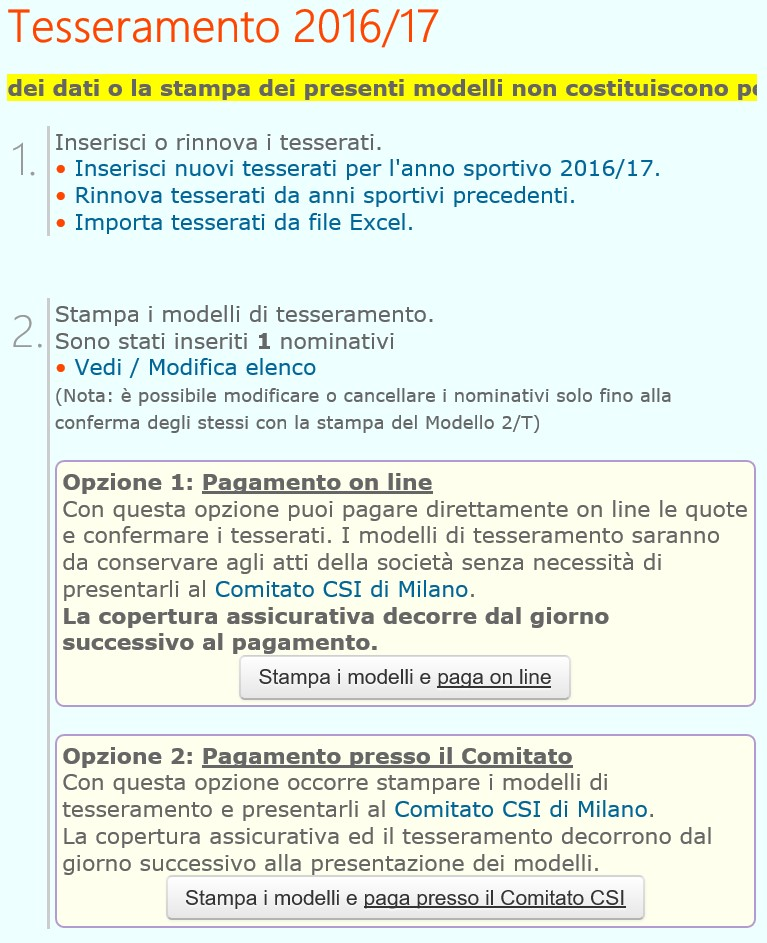 Tesseramento 2016/17
dei dati o la stampa dei presenti modelli non costituiscono
1.
Inserisci o rinnova i tesserati.
• Inserisci nuovi tesserati per l'anno sportivo 2016/17.
• Rinnova tesserati da anni sportivi precedenti.
• Importa tesserati da file Excel.
2.
Stampa i modelli di tesseramento.
Sono stati inseriti 1 nominativi
• Vedi / Modifica elenco
(Nota: è possibile modificare o cancellare i nominativi solo fino alla
conferma degli stessi con la stampa del Modello 2/T)
Opzione 1: Pagamento on line
Con questa opzione puoi pagare direttamente on line le quote
e confermare i tesserati. I modelli di tesseramento saranno
da conservare agli atti della società senza necessità di
presentarli al Comitato CSI di Milano.
La copertura assicurativa decorre dal giorno
successivo al pagamento.
Stampa i modelli e paga on line
Opzione 2: Pagamento presso il Comitato
Con questa opzione occorre stampare i modelli di
tesseramento e presentarli al Comitato CSI di Milano.
La copertura assicurativa ed il tesseramento decorrono dal
giorno successivo alla presentazione dei modelli.
Stampa i modelli e paga presso il Comitato CSI